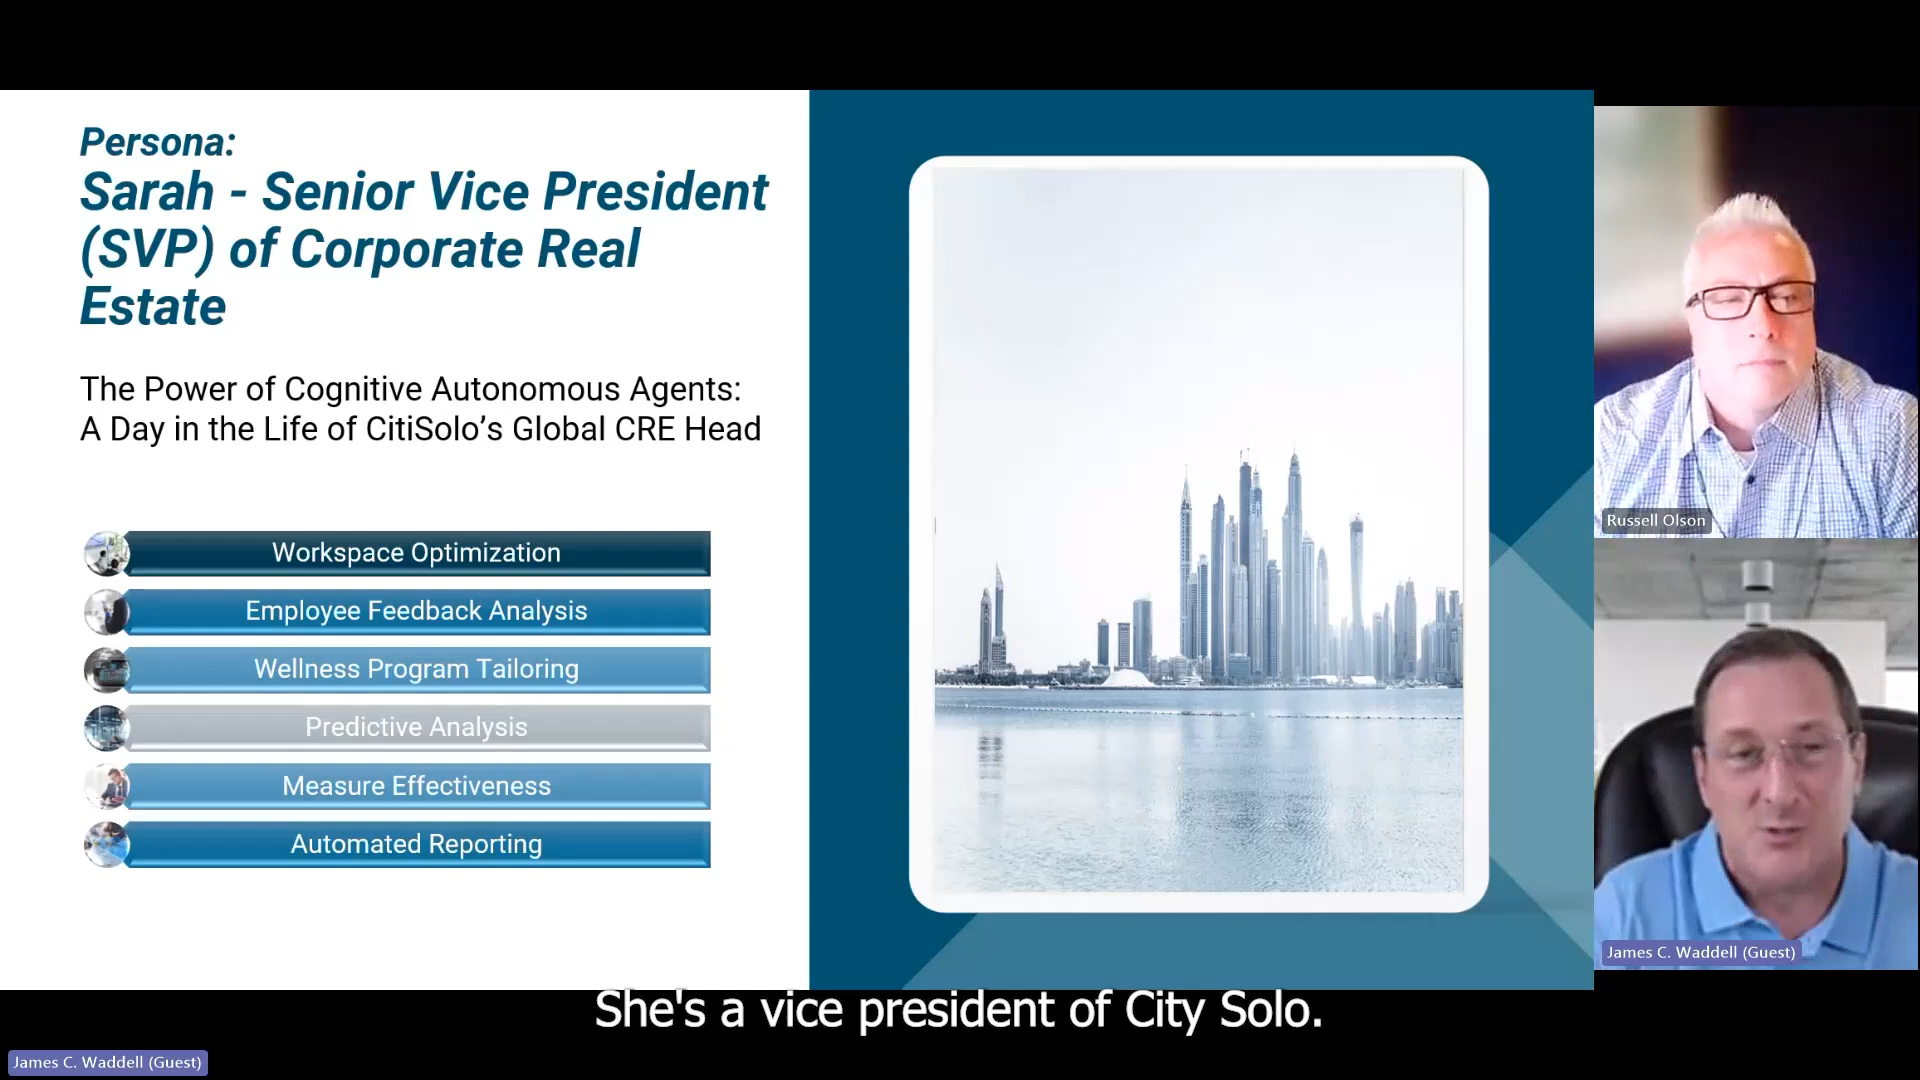 Persona:
Sarah - Senior Vice President
(SVP) of Corporate Real
Estate
The Power of Cognitive Autonomous Agents:
A Day in the Life of CitiSolo’s Global CRE Head
Workspace Optimization
Employee Feedback Analysis
Wellness Program Tailoring
Predictive Analysis
Measure Effectiveness
Automated Reporting
Russell Olson
James C. Waddell (Guest)
She's a vice president of City Solo.
James C. Waddell (Guest)